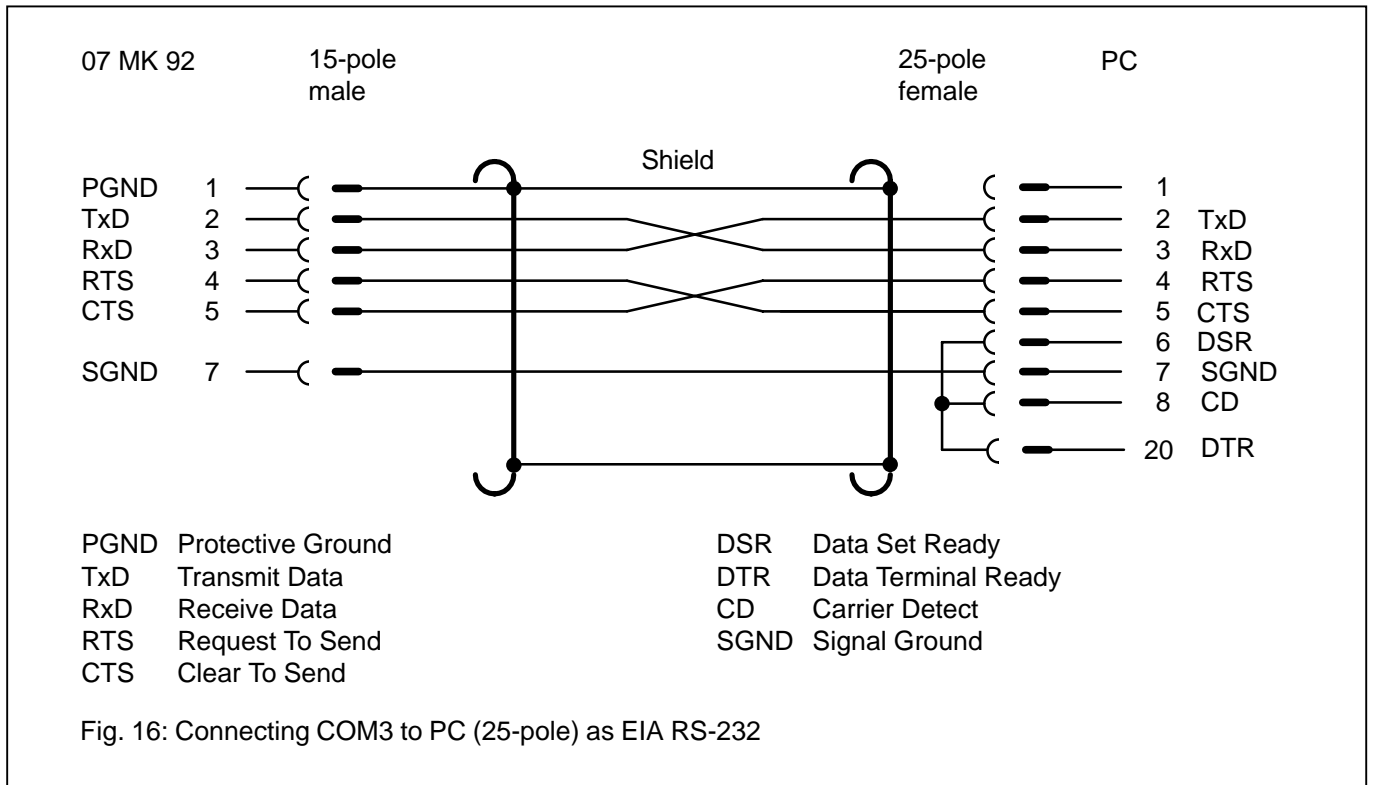 07 MK 92 15-pole male 25-pole female PC
Shield
PGND 1 1
TxD 2 2 TxD
RxD 3 3 RxD
RTS 4 4 RTS
CTS 5 5 CTS
6 DSR
SGND 7 7 SGND
8 CD
20 DTR
PGND Protective Ground DSR Data Set Ready
TxD Transmit Data DTR Data Terminal Ready
RxD Receive Data CD Carrier Detect
RTS Request To Send SGND Signal Ground
CTS Clear To Send
Fig. 16: Connecting COM3 to PC (25-pole) as EIA RS-232